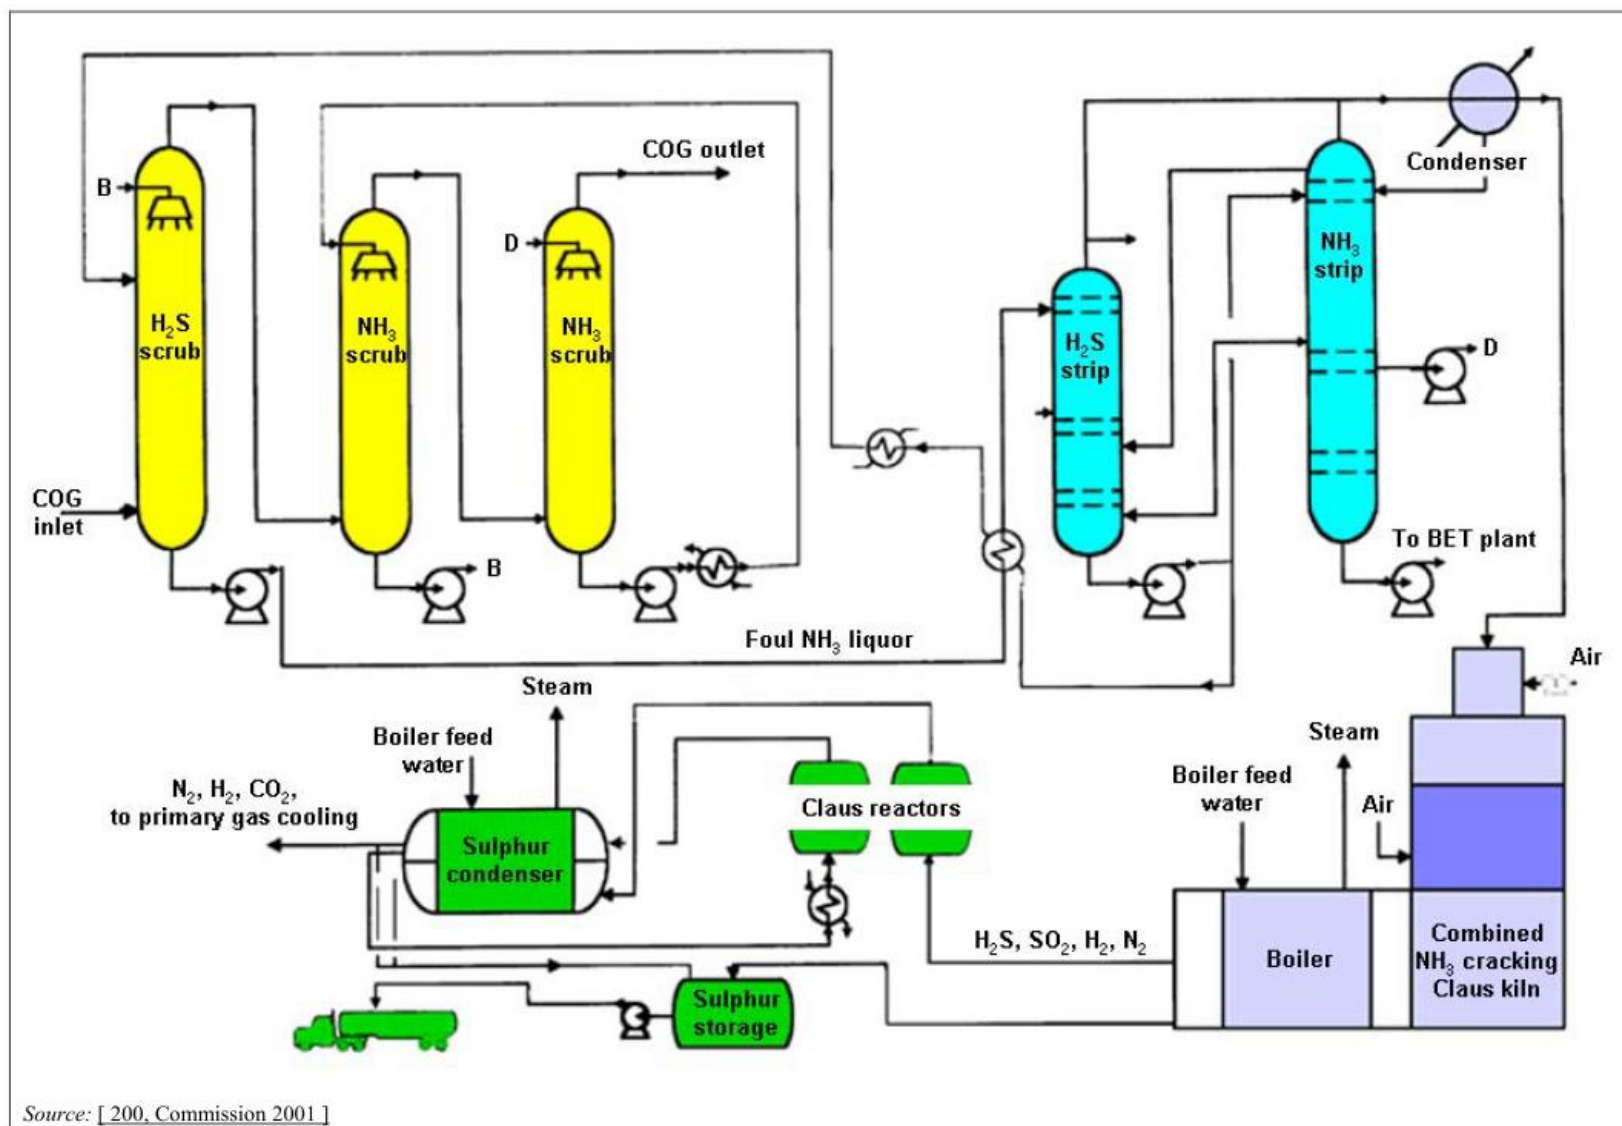 COG outlet
Condenser
B
D
NH₃
strip
H₂S
scrub
NH₃
scrub
NH₃
scrub
H₂S
strip
D
COG
inlet
To BET plant
B
Foul NH₃ liquor
Air
Steam
Boiler feed
water
Steam
Boiler feed
water
Air
N₂, H₂, CO₂,
to primary gas cooling
Claus reactors
Sulphur
condenser
H₂S, SO₂, H₂, N₂
Boiler
Combined
NH₃ cracking
Claus kiln
Sulphur
storage
Source: [ 200, Commission 2001 ]